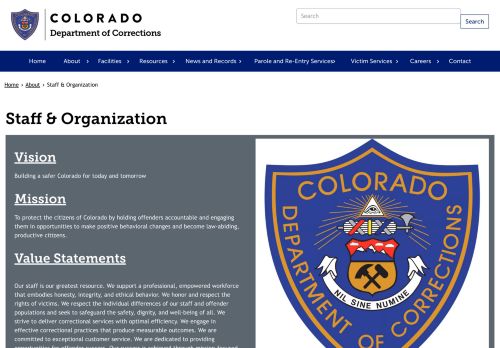 COLORADO
Department of Corrections
Search
Search
Home
About
Facilities
Resources
News and Records
Parole and Re-Entry Services
Victim Services
Careers
Contact
Home › About › Staff & Organization
Staff & Organization
Vision
Building a safer Colorado for today and tomorrow
Mission
To protect the citizens of Colorado by holding offenders accountable and engaging
them in opportunities to make positive behavioral changes and become law-abiding,
productive citizens.
Value Statements
Our staff is our greatest resource. We support a professional, empowered workforce
that embodies honesty, integrity, and ethical behavior. We honor and respect the
rights of victims. We respect the individual differences of our staff and offender
populations and seek to safeguard the safety, dignity, and well-being of all. We
strive to deliver correctional services with optimal efficiency. We engage in
effective correctional practices that produce measurable outcomes. We are
committed to exceptional customer service. We are dedicated to providing
COLORADO
DEPARTMENT OF CORRECTIONS
NIL SINE NUMINE